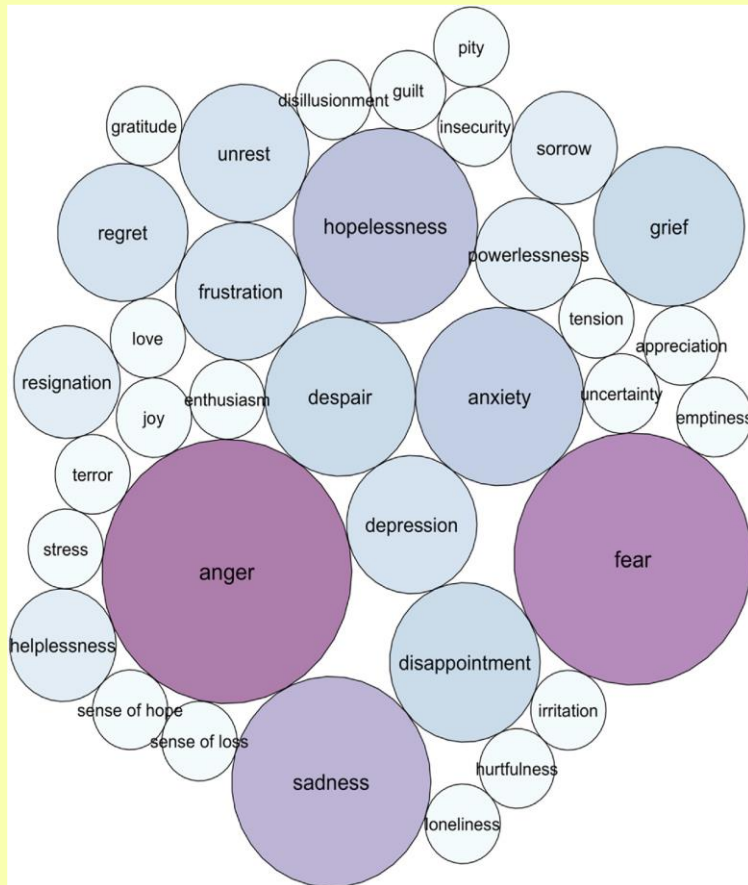 pity
disillusionment
guilt
gratitude
insecurity
unrest
sorrow
hopelessness
grief
regret
powerlessness
frustration
tension
love
appreciation
resignation
despair
anxiety
uncertainty
enthusiasm
joy
emptiness
terror
depression
stress
anger
fear
helplessness
disappointment
sense of hope
irritation
sense of loss
hurtfulness
sadness
loneliness